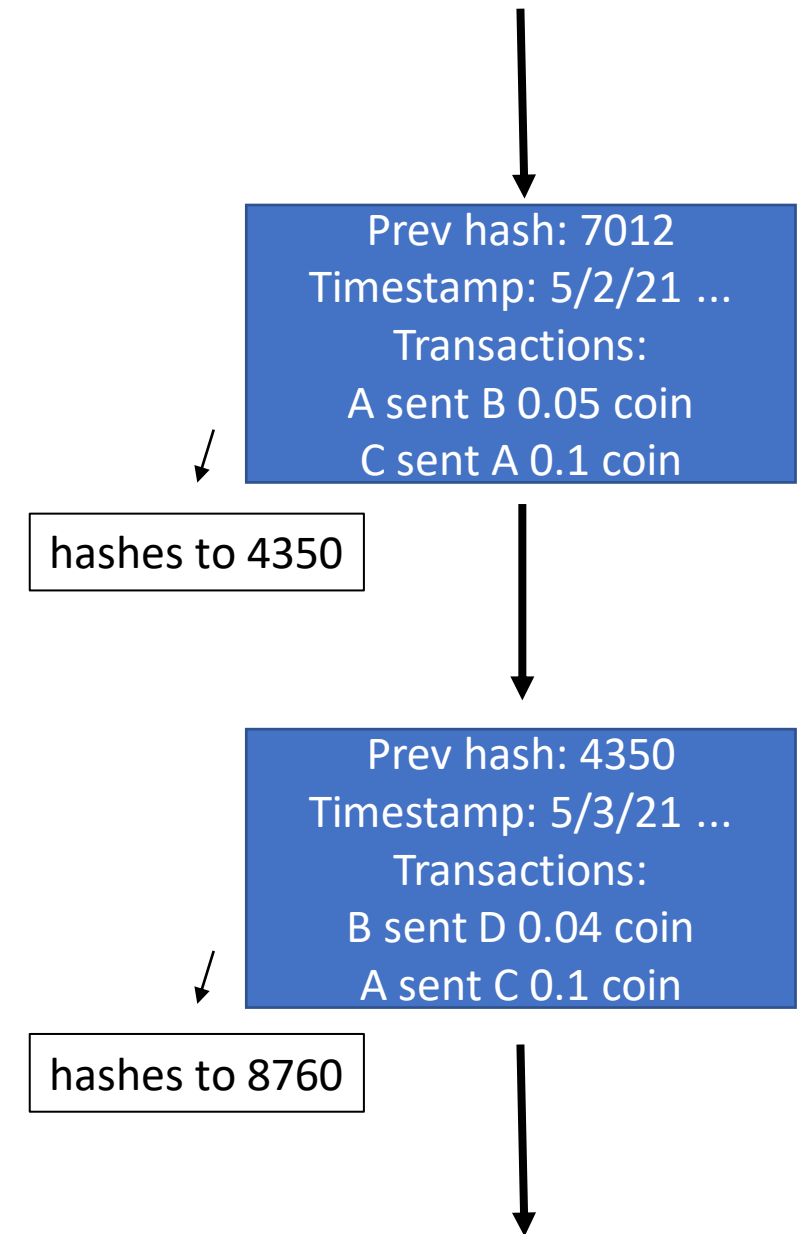 Prev hash: 7012
Timestamp: 5/2/21 ...
Transactions:
A sent B 0.05 coin
C sent A 0.1 coin
hashes to 4350
Prev hash: 4350
Timestamp: 5/3/21 ...
Transactions:
B sent D 0.04 coin
A sent C 0.1 coin
hashes to 8760